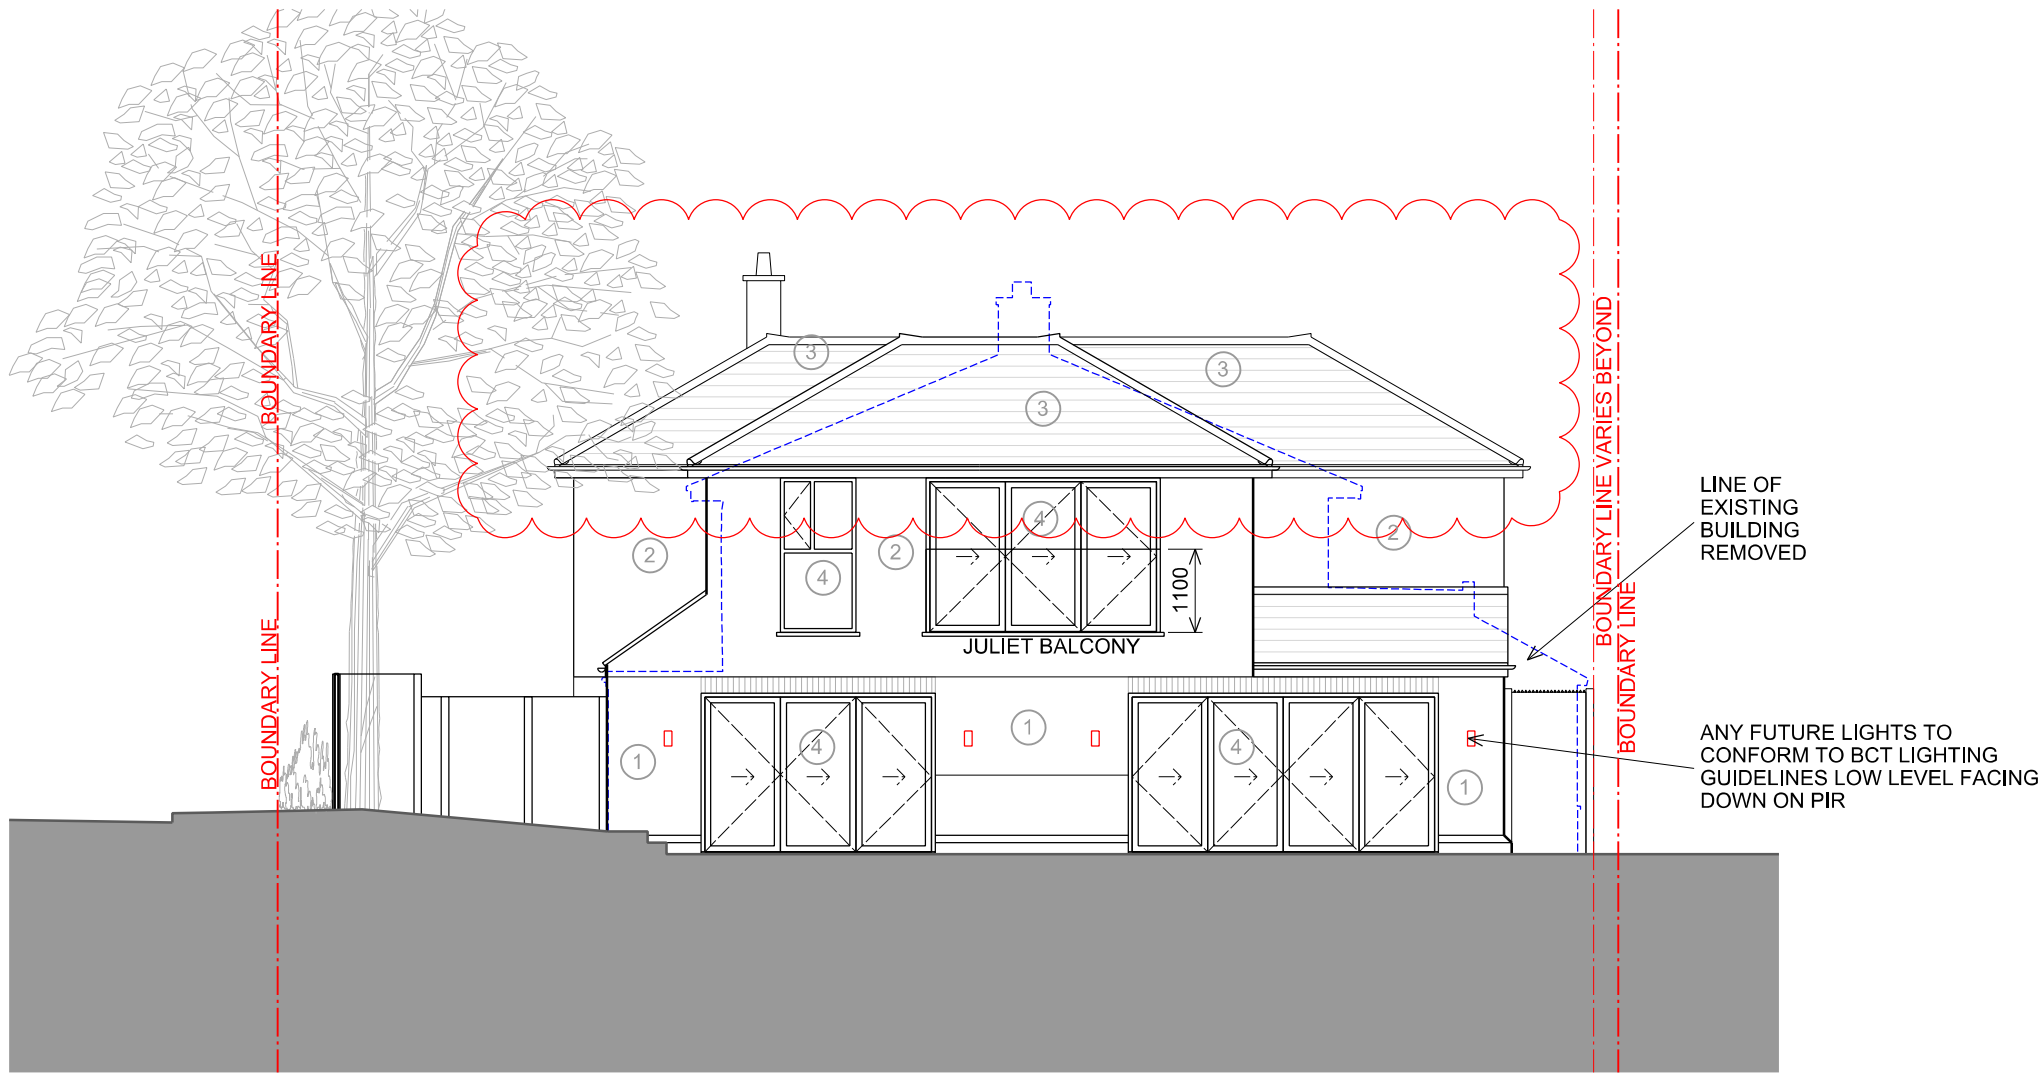 BOUNDARY LINE
BOUNDARY LINE
BOUNDARY LINE VARIES BEYOND
BOUNDARY LINE
3
3
3
4
2
2
2
4
LINE OF
EXISTING
BUILDING
REMOVED
1100
JULIET BALCONY
1
4
1
4
1
ANY FUTURE LIGHTS TO
CONFORM TO BCT LIGHTING
GUIDELINES LOW LEVEL FACING
DOWN ON PIR